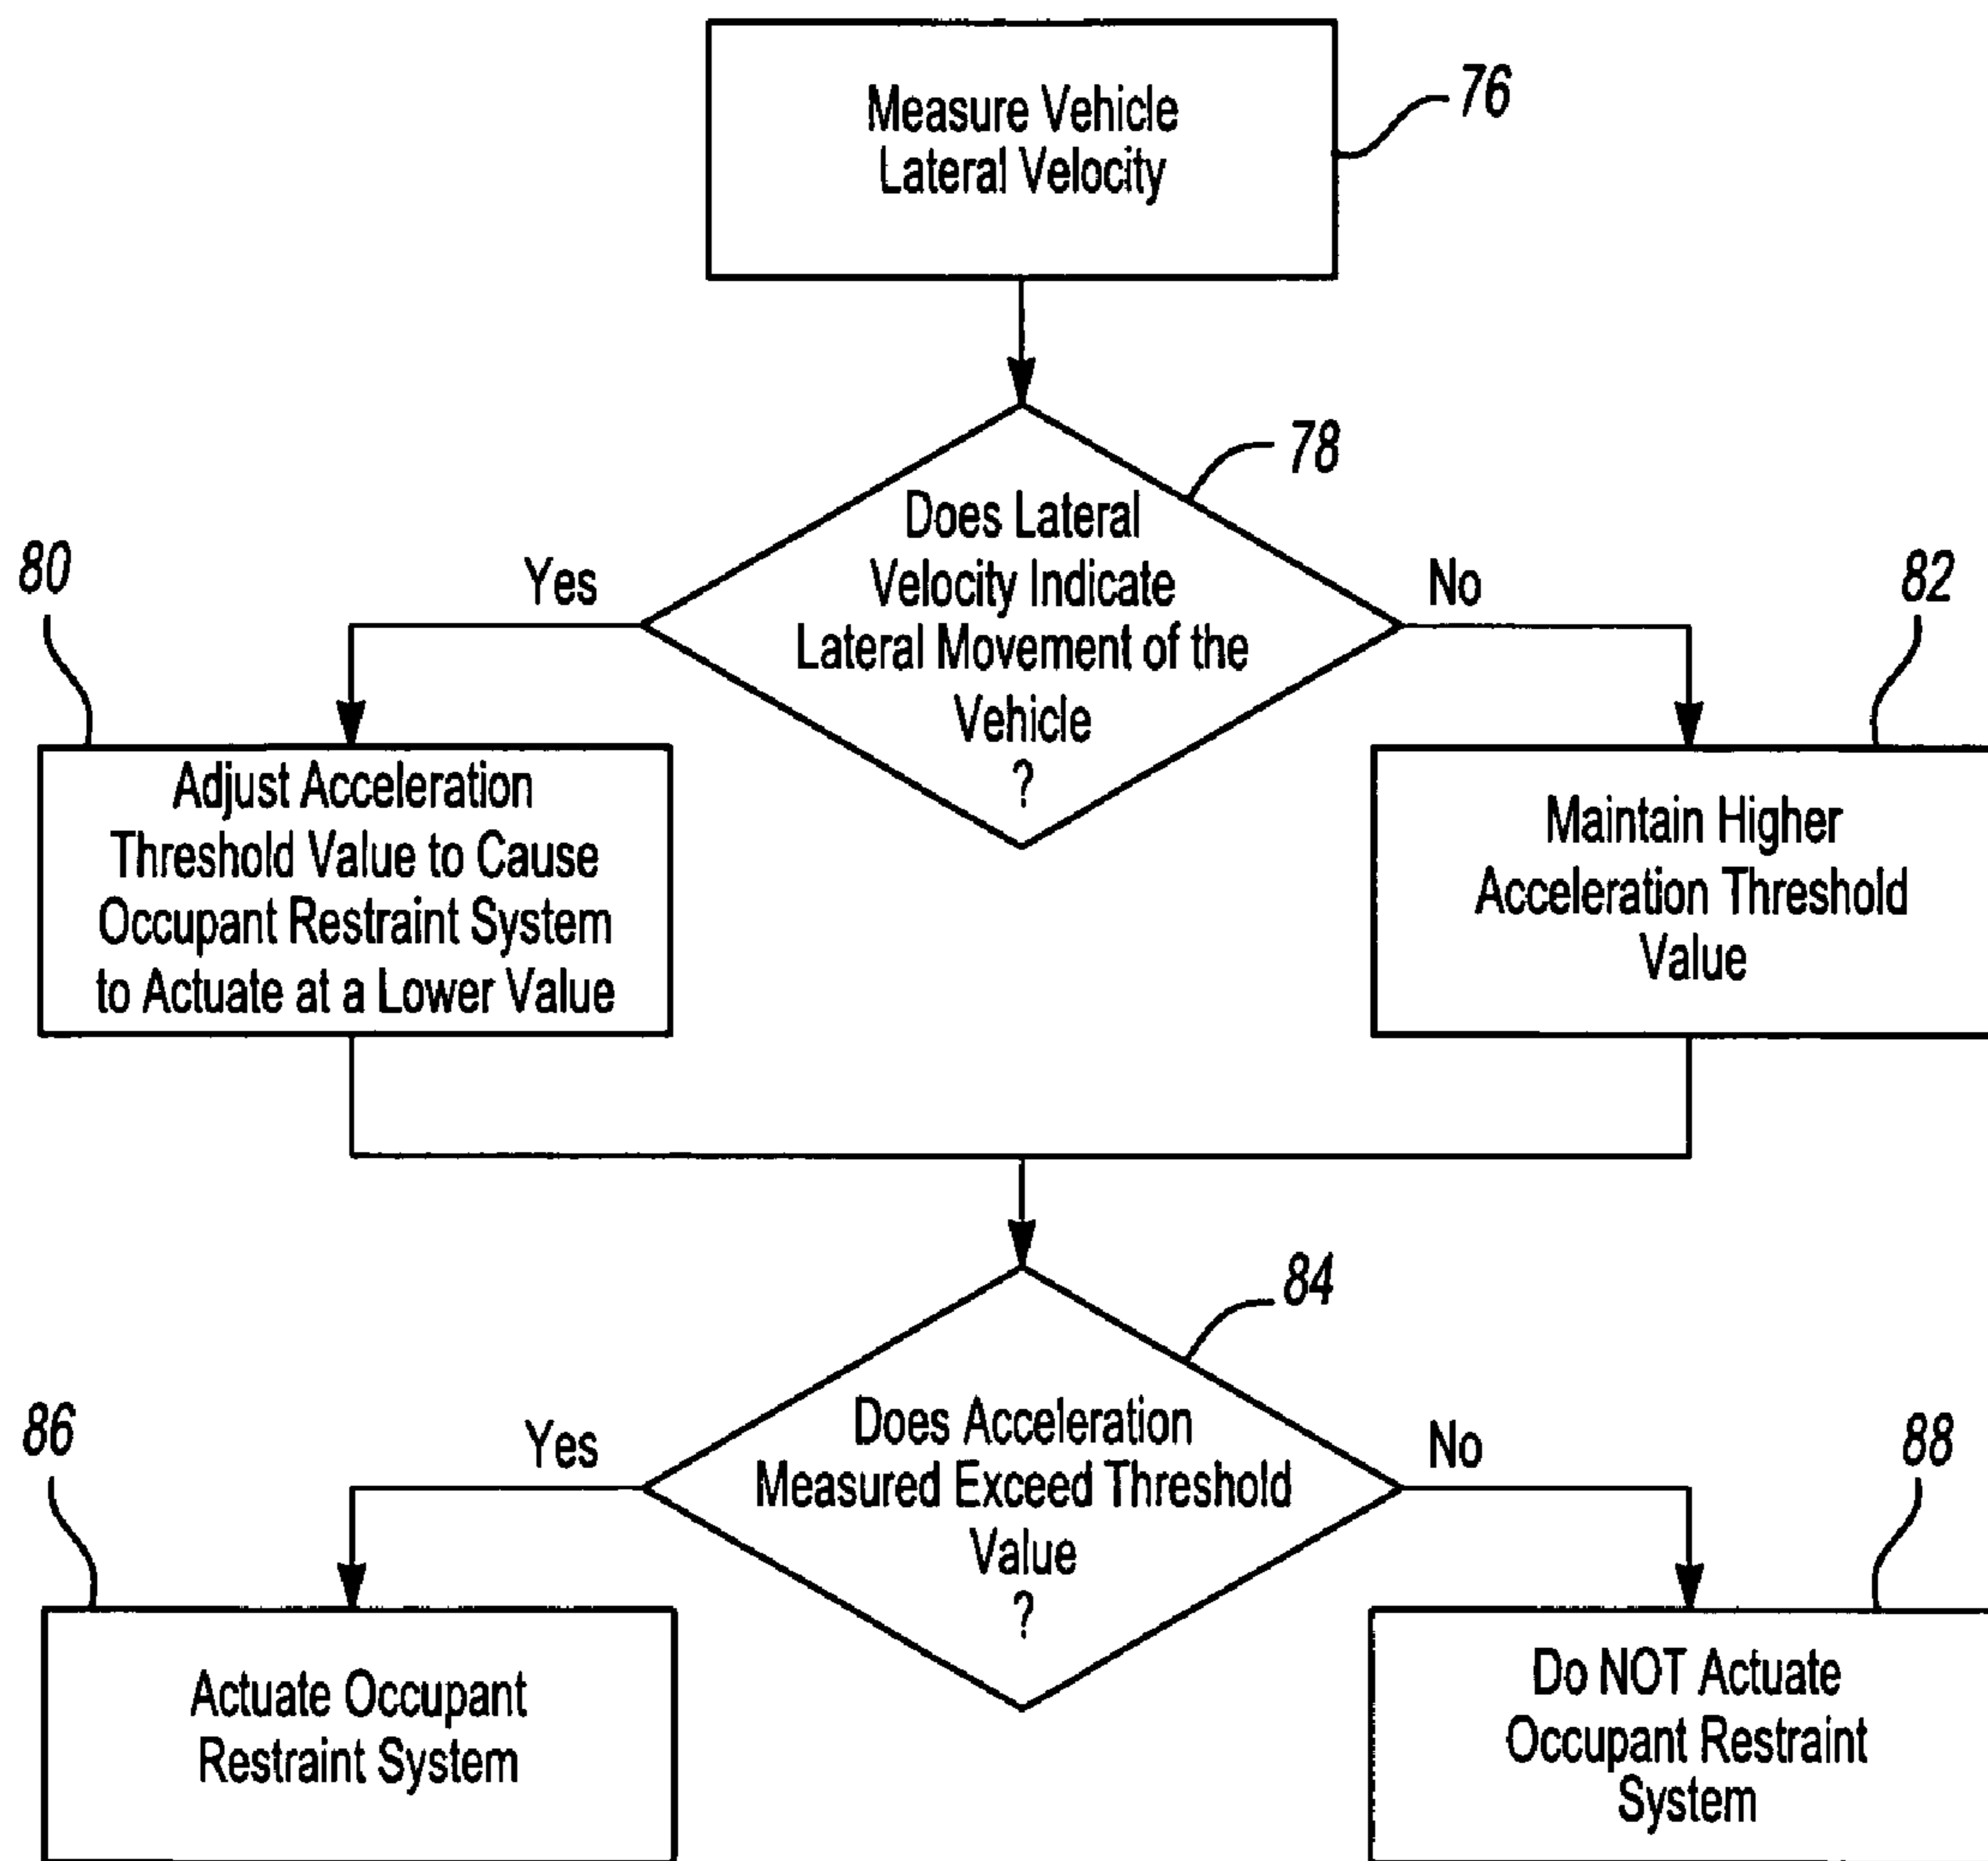 Measure Vehicle
Lateral Velocity
76
78
Does Lateral
Velocity Indicate
Lateral Movement of the
Vehicle
?
Yes
No
80
82
Adjust Acceleration
Threshold Value to Cause
Occupant Restraint System
to Actuate at a Lower Value
Maintain Higher
Acceleration Threshold
Value
84
Does Acceleration
Measured Exceed Threshold
Value
?
Yes
No
86
88
Actuate Occupant
Restraint System
Do NOT Actuate
Occupant Restraint
System